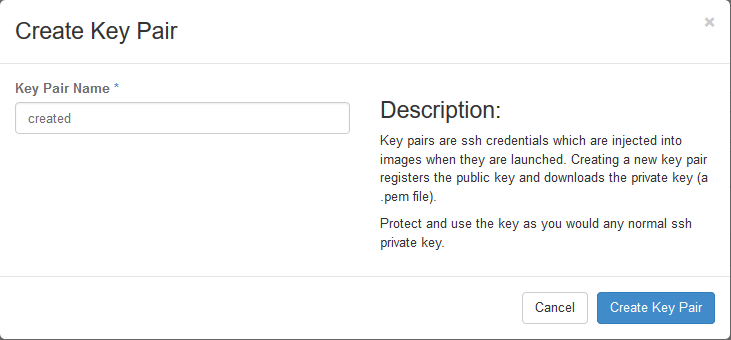 Create Key Pair
×
Key Pair Name *
created
Description:
Key pairs are ssh credentials which are injected into
images when they are launched. Creating a new key pair
registers the public key and downloads the private key (a
.pem file).
Protect and use the key as you would any normal ssh
private key.
Cancel
Create Key Pair